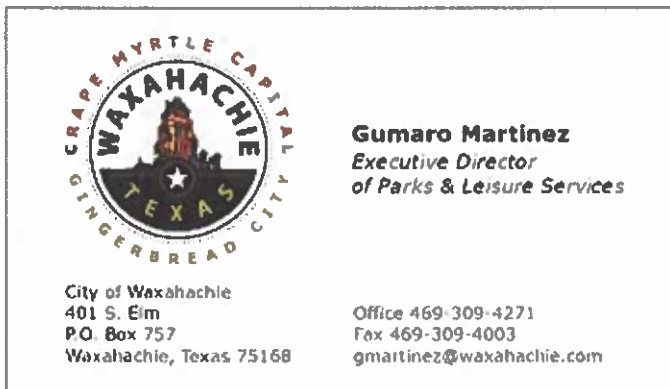 CRAPE MYRTLE CAPITAL
WAXAHACHIE
TEXAS
GINGERBREAD CITY
Gumaro Martinez
Executive Director
of Parks & Leisure Services
City of Waxahachie
401 S. Elm
P.O. Box 757
Waxahachie, Texas 75168
Office 469-309-4271
Fax 469-309-4003
gmartinez@waxahachie.com